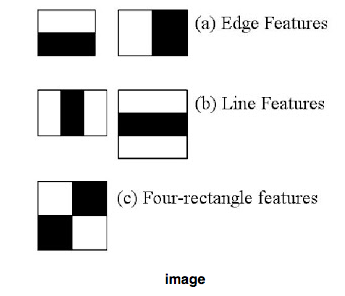 (a) Edge Features
(b) Line Features
(c) Four-rectangle features
image